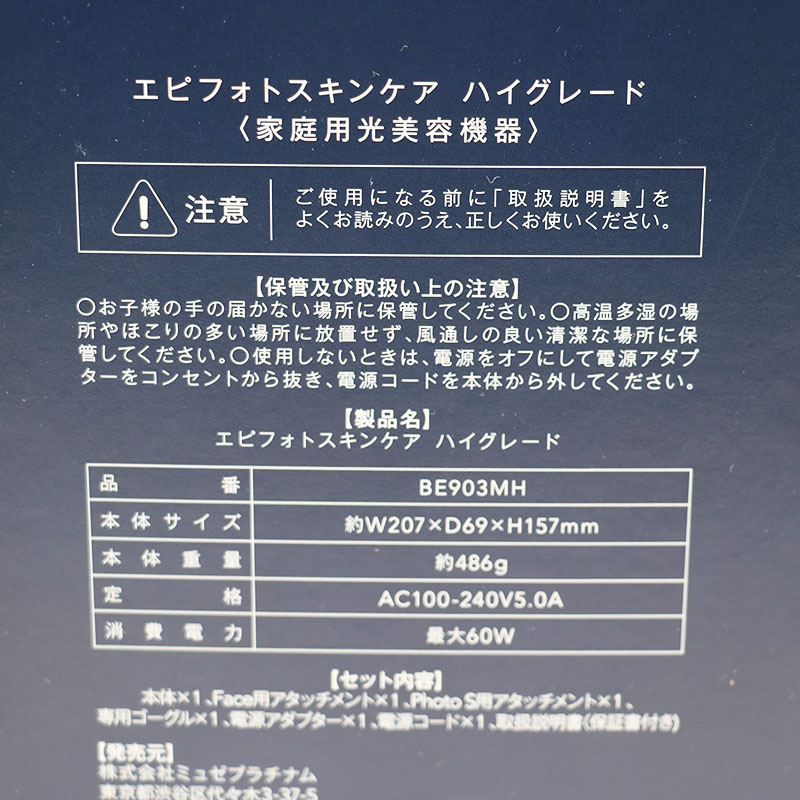 エピフォトスキンケア ハイグレード
〈家庭用光美容機器〉
注意
ご使用になる前に「取扱説明書」を
よくお読みのうえ、正しくお使いください。
【保管及び取扱い上の注意】
○お子様の手の届かない場所に保管してください。○高温多湿の場
所やほこりの多い場所に放置せず、風通しの良い清潔な場所に保
管してください。○使用しないときは、電源をオフにして電源アダプ
ターをコンセントから抜き、電源コードを本体から外してください。
【製品名】
エピフォトスキンケア ハイグレード
品番 BE903MH
本体サイズ 約W207×D69×H157mm
本体重量 約486g
定格 AC100-240V5.0A
消費電力 最大60W
【セット内容】
本体×1、Face用アタッチメント×1、Photo S用アタッチメント×1、
専用ゴーグル×1、電源アダプター×1、電源コード×1、取扱説明書（保証書付き）
【発売元】
株式会社ミュゼプラチナム
東京都渋谷区代々木3-37-5